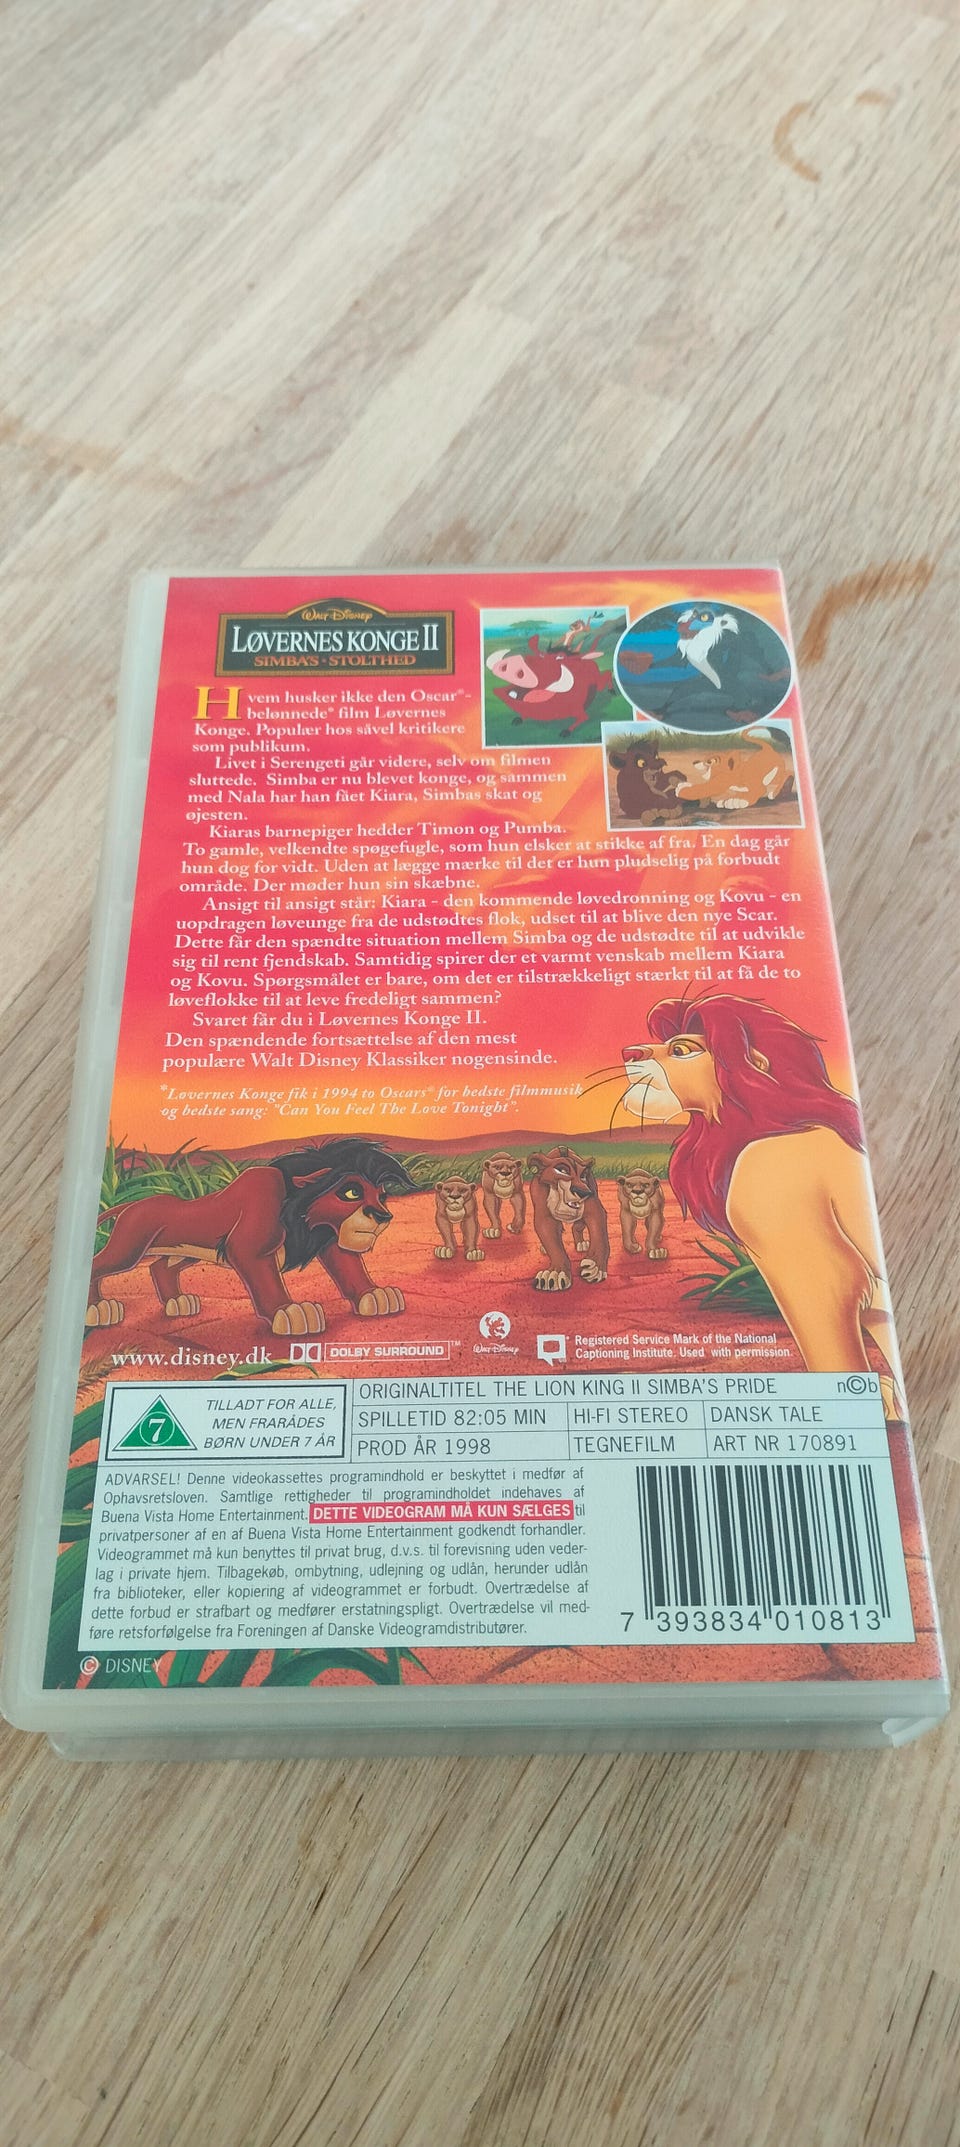 WALT DISNEY
LØVERNES KONGE II
SIMBAS STOLTHED
Hvem husker ikke den Oscar®-
belønnede* film Løvernes
Konge. Populær hos såvel kritikere
som publikum.
Livet i Serengeti går videre, selv om filmen
sluttede. Simba er nu blevet konge, og sammen
med Nala har han fået Kiara, Simbas skat og
øjesten.
Kiaras barnepiger hedder Timon og Pumba.
To gamle, velkendte spøgefugle, som hun elsker at stikke af fra. En dag går
hun dog for vidt. Uden at lægge mærke til det er hun pludselig på forbudt
område. Der møder hun sin skæbne.
Ansigt til ansigt står: Kiara - den kommende løvedronning og Kovu - en
uopdragen løveunge fra de udstødtes flok, udset til at blive den nye Scar.
Dette får den spændte situation mellem Simba og de udstødte til at udvikle
sig til rent fjendskab. Samtidig spirer der et varmt venskab mellem Kiara
og Kovu. Spørgsmålet er bare, om det er tilstrækkeligt stærkt til at få de to
løveflokke til at leve fredeligt sammen?
Svaret får du i Løvernes Konge II.
Den spændende fortsættelse af den mest
populære Walt Disney Klassiker nogensinde.
*Løvernes Konge fik i 1994 to Oscars® for bedste filmmusik
og bedste sang: "Can You Feel The Love Tonight".
www.disney.dk
DOLBY SURROUND™
Walt Disney
Registered Service Mark of the National
Captioning Institute. Used with permission.
7
TILLADT FOR ALLE,
MEN FRARÅDES
BØRN UNDER 7 ÅR
ORIGINALTITEL THE LION KING II SIMBA'S PRIDE
n©b
SPILLETID 82:05 MIN HI-FI STEREO DANSK TALE
PROD ÅR 1998 TEGNEFILM ART NR 170891
ADVARSEL! Denne videokassettes programindhold er beskyttet i medfør af
Ophavsretsloven. Samtlige rettigheder til programindholdet indehaves af
Buena Vista Home Entertainment. DETTE VIDEOGRAM MÅ KUN SÆLGES til
privatpersoner af en af Buena Vista Home Entertainment godkendt forhandler.
Videogrammet må kun benyttes til privat brug, d.v.s. til forevisning uden veder-
lag i private hjem. Tilbagekøb, ombytning, udlejning og udlån, herunder udlån
fra biblioteker, eller kopiering af videogrammet er forbudt. Overtrædelse af
dette forbud er strafbart og medfører erstatningspligt. Overtrædelse vil med-
føre retsforfølgelse fra Foreningen af Danske Videogramdistributører.
7 393834 010813
© DISNEY